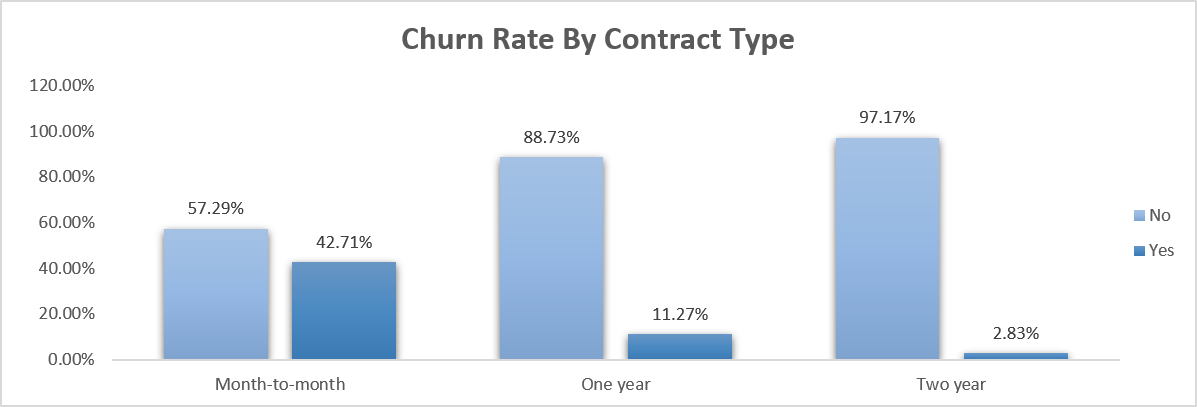 Churn Rate By Contract Type
120.00%
100.00%
80.00%
60.00%
40.00%
20.00%
0.00%
57.29%
42.71%
88.73%
11.27%
97.17%
2.83%
Month-to-month
One year
Two year
No
Yes